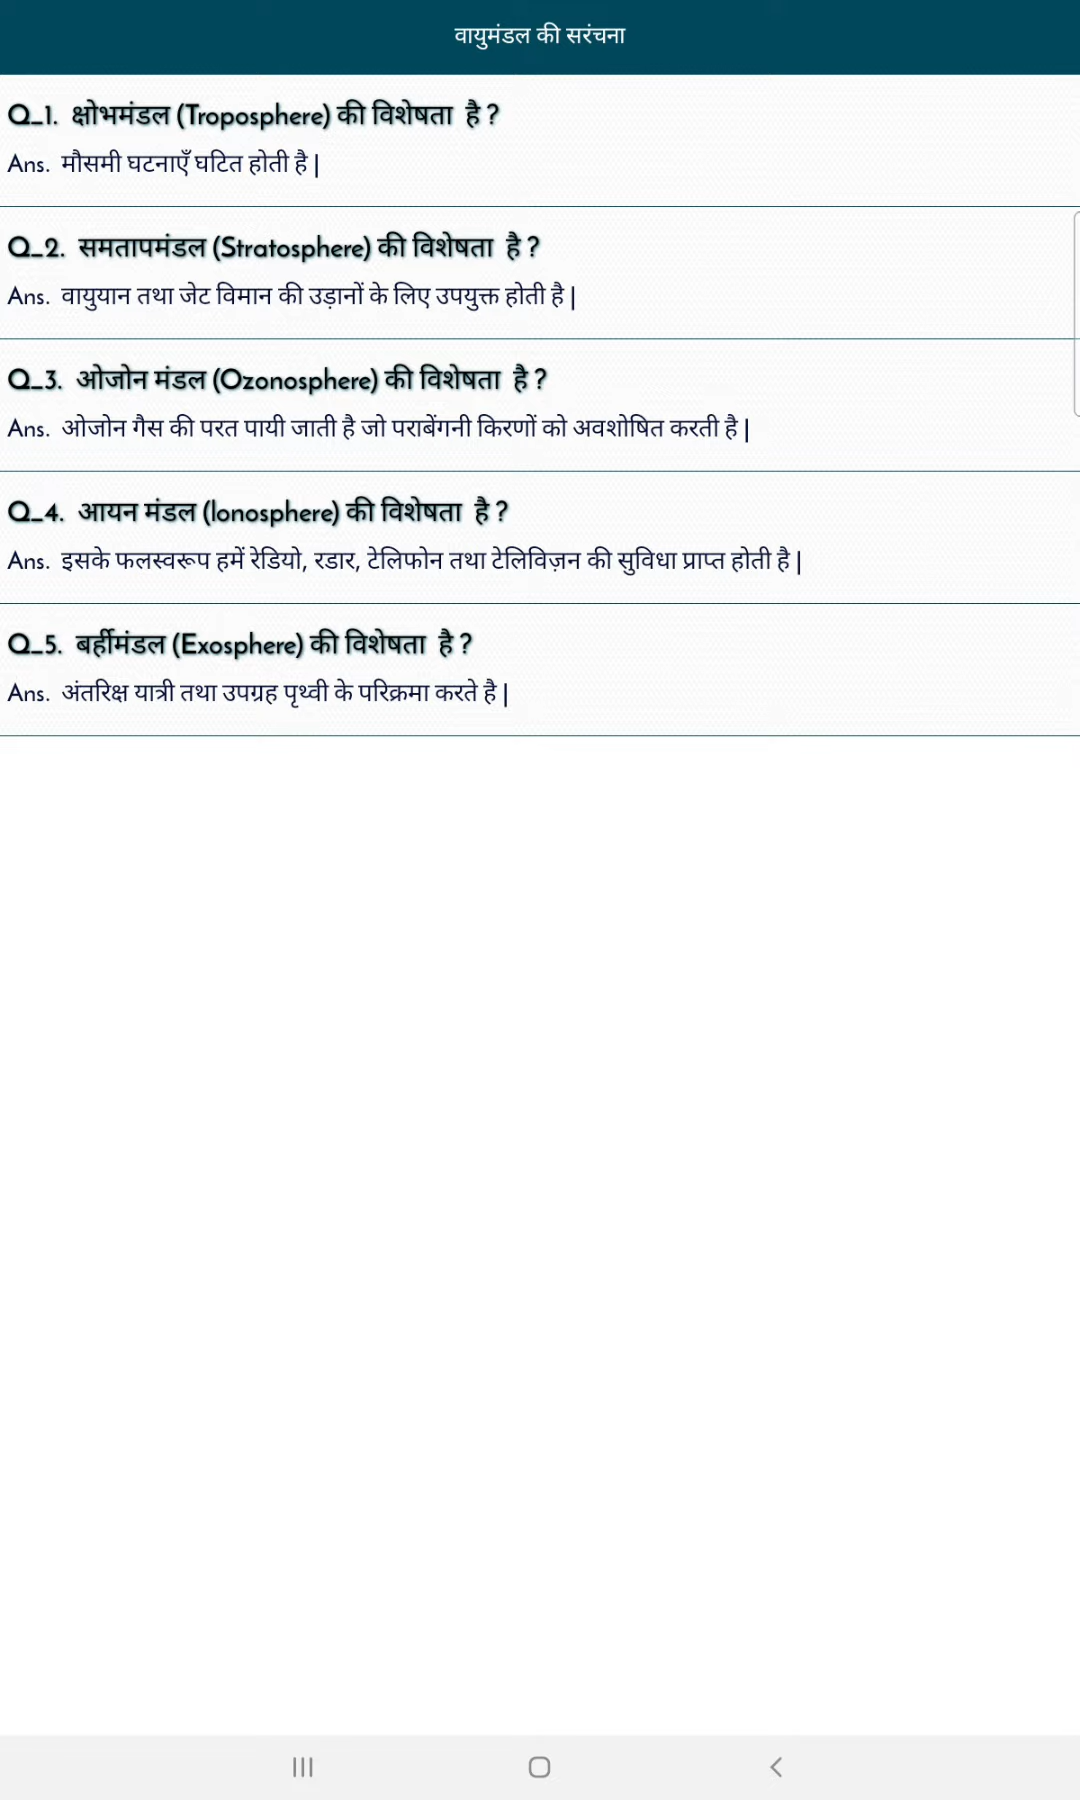 वायुमंडल की सरंचना
Q_1. क्षोभमंडल (Troposphere) की विशेषता है ?
Ans. मौसमी घटनाएँ घटित होती है |
Q_2. समतापमंडल (Stratosphere) की विशेषता है ?
Ans. वायुयान तथा जेट विमान की उड़ानों के लिए उपयुक्त होती है |
Q_3. ओजोन मंडल (Ozonosphere) की विशेषता है ?
Ans. ओजोन गैस की परत पायी जाती है जो पराबेंगनी किरणों को अवशोषित करती है |
Q_4. आयन मंडल (lonosphere) की विशेषता है ?
Ans. इसके फलस्वरूप हमें रेडियो, रडार, टेलिफोन तथा टेलिविज़न की सुविधा प्राप्त होती है |
Q_5. बर्हीमंडल (Exosphere) की विशेषता है ?
Ans. अंतरिक्ष यात्री तथा उपग्रह पृथ्वी के परिक्रमा करते है |